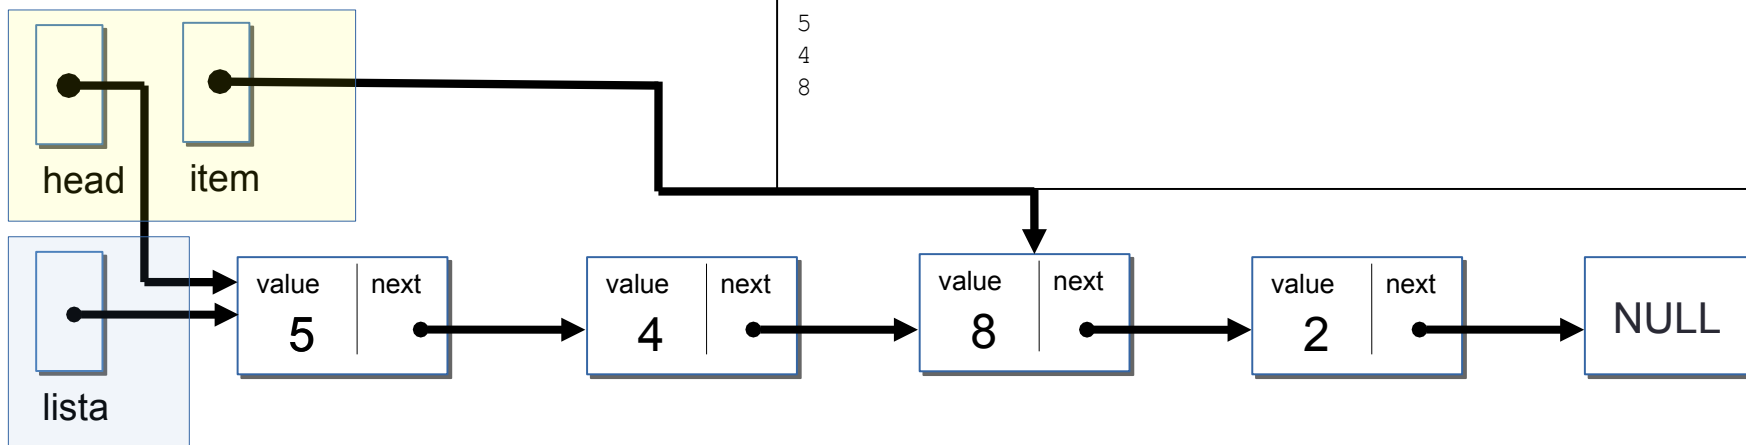 5
4
8
head item
value next value next value next value next
5 4 8 2 NULL
lista